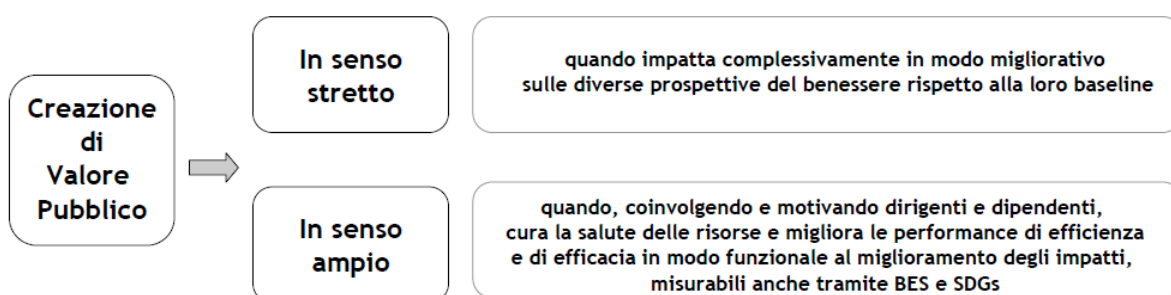 Creazione
di
Valore
Pubblico
In senso
stretto
quando impatta complessivamente in modo migliorativo
sulle diverse prospettive del benessere rispetto alla loro baseline
In senso
ampio
quando, coinvolgendo e motivando dirigenti e dipendenti,
cura la salute delle risorse e migliora le performance di efficienza
e di efficacia in modo funzionale al miglioramento degli impatti,
misurabili anche tramite BES e SDGs